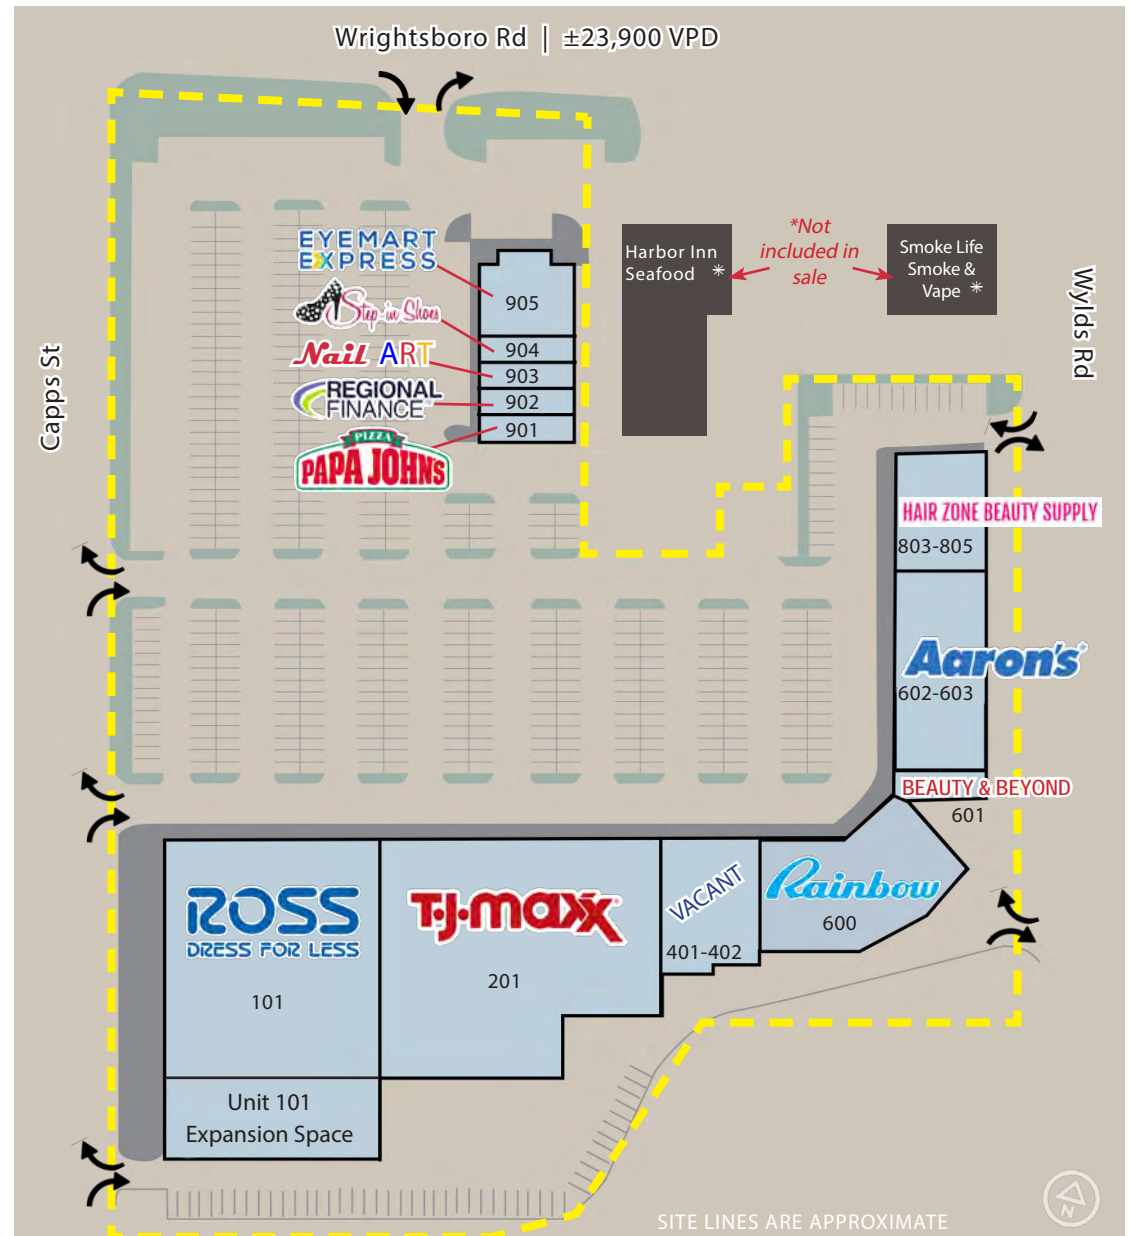 Wrightsboro Rd | ±23,900 VPD
Capps St
Wylds Rd
EYEMART
EXPRESS
Step-in Shoes
Nail ART
REGIONAL
FINANCE
PIZZA
PAPA JOHN'S
905
904
903
902
901
Harbor Inn
Seafood *
*Not
included in
sale
Smoke Life
Smoke &
Vape *
HAIR ZONE BEAUTY SUPPLY
803-805
Aaron's
602-603
BEAUTY & BEYOND
601
Rainbow
600
VACANT
401-402
T·J·maxx
201
ROSS
DRESS FOR LESS
101
Unit 101
Expansion Space
SITE LINES ARE APPROXIMATE
N